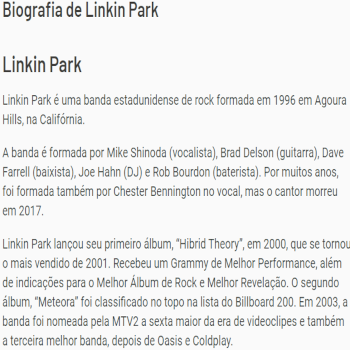 Biografia de Linkin Park
Linkin Park
Linkin Park é uma banda estadunidense de rock formada em 1996 em Agoura
Hills, na Califórnia.
A banda é formada por Mike Shinoda (vocalista), Brad Delson (guitarra), Dave
Farrell (baixista), Joe Hahn (DJ) e Rob Bourdon (baterista). Por muitos anos,
foi formada também por Chester Bennington no vocal, mas o cantor morreu
em 2017.
Linkin Park lançou seu primeiro álbum, “Hibrid Theory”, em 2000, que se tornou
o mais vendido de 2001. Recebeu um Grammy de Melhor Performance, além
de indicações para o Melhor Álbum de Rock e Melhor Revelação. O segundo
álbum, “Meteora” foi classificado no topo na lista do Billboard 200. Em 2003, a
banda foi nomeada pela MTV2 a sexta maior da era de videoclipes e também
a terceira melhor banda, depois de Oasis e Coldplay.